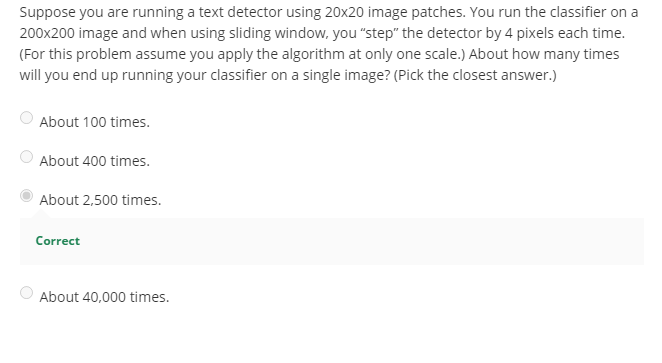 Suppose you are running a text detector using 20x20 image patches. You run the classifier on a
200x200 image and when using sliding window, you “step” the detector by 4 pixels each time.
(For this problem assume you apply the algorithm at only one scale.) About how many times
will you end up running your classifier on a single image? (Pick the closest answer.)
About 100 times.
About 400 times.
About 2,500 times.
Correct
About 40,000 times.